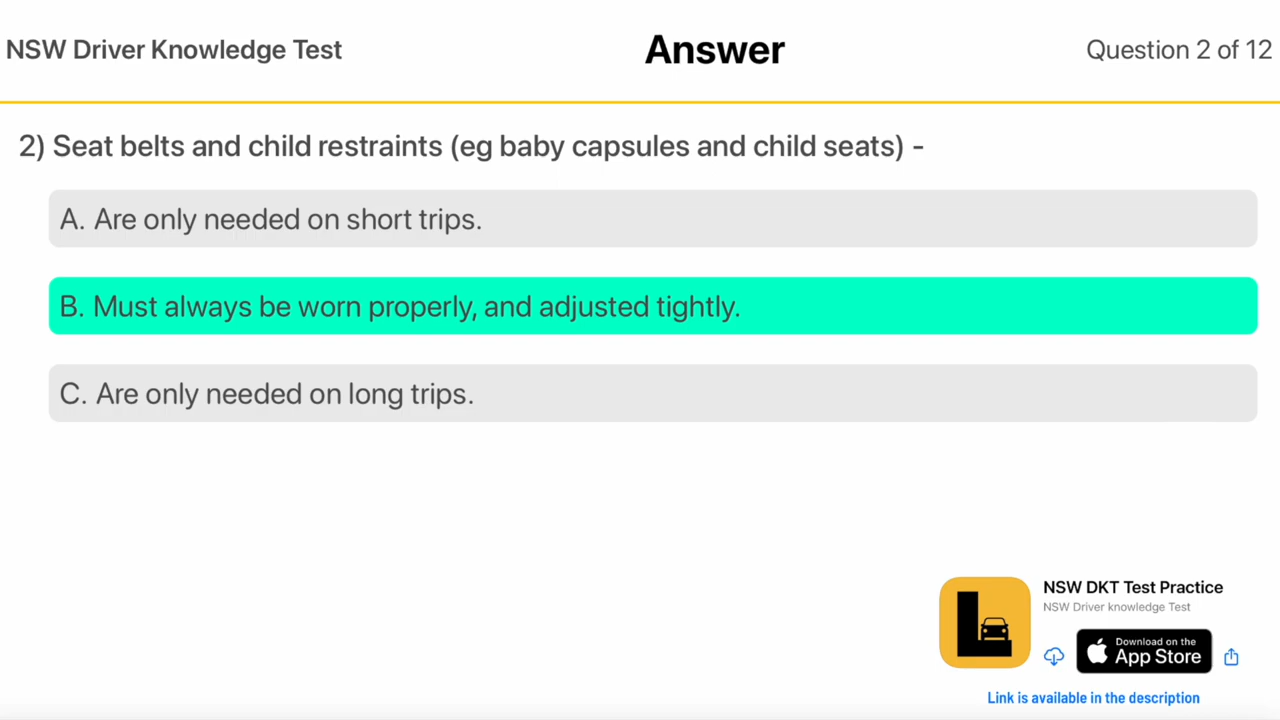 NSW Driver Knowledge Test
Answer
Question 2 of 12
2) Seat belts and child restraints (eg baby capsules and child seats) -
A. Are only needed on short trips.
B. Must always be worn properly, and adjusted tightly.
C. Are only needed on long trips.
NSW DKT Test Practice
NSW Driver knowledge Test
Download on the
App Store
Link is available in the description